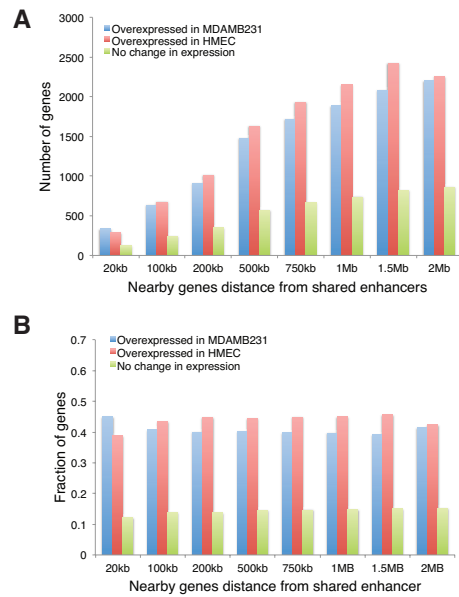 A
Overexpressed in MDAMB231
Overexpressed in HMEC
No change in expression
Number of genes
3000
2500
2000
1500
1000
500
0
20kb 100kb 200kb 500kb 750kb 1Mb 1.5Mb 2Mb
Nearby genes distance from shared enhancers
B
Overexpressed in MDAMB231
Overexpressed in HMEC
No change in expression
Fraction of genes
0.7
0.6
0.5
0.4
0.3
0.2
0.1
0
20kb 100kb 200kb 500kb 750kb 1MB 1.5MB 2MB
Nearby genes distance from shared enhancer